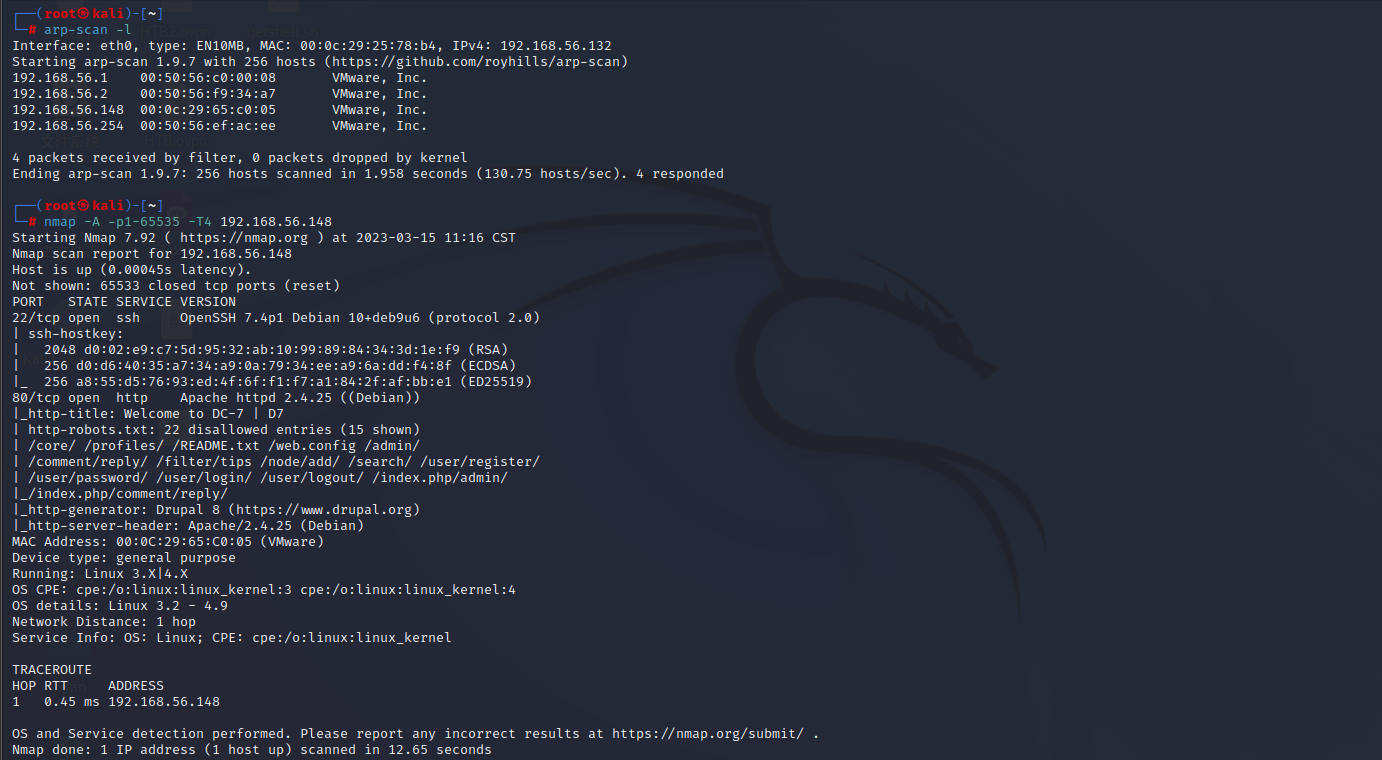 ┌──(root㉿kali)-[~]
└─# arp-scan -l
Interface: eth0, type: EN10MB, MAC: 00:0c:29:25:78:b4, IPv4: 192.168.56.132
Starting arp-scan 1.9.7 with 256 hosts (https://github.com/royhills/arp-scan)
192.168.56.1    00:50:56:c0:00:08       VMware, Inc.
192.168.56.2    00:50:56:f9:34:a7       VMware, Inc.
192.168.56.148  00:0c:29:65:c0:05       VMware, Inc.
192.168.56.254  00:50:56:ef:ac:ee       VMware, Inc.

4 packets received by filter, 0 packets dropped by kernel
Ending arp-scan 1.9.7: 256 hosts scanned in 1.958 seconds (130.75 hosts/sec). 4 responded

┌──(root㉿kali)-[~]
└─# nmap -A -p1-65535 -T4 192.168.56.148
Starting Nmap 7.92 ( https://nmap.org ) at 2023-03-15 11:16 CST
Nmap scan report for 192.168.56.148
Host is up (0.00045s latency).
Not shown: 65533 closed tcp ports (reset)
PORT   STATE SERVICE VERSION
22/tcp open  ssh     OpenSSH 7.4p1 Debian 10+deb9u6 (protocol 2.0)
| ssh-hostkey:
|   2048 d0:02:e9:c7:5d:95:32:ab:10:99:89:84:34:3d:1e:f9 (RSA)
|   256 d0:d6:40:35:a7:34:a9:0a:79:34:ee:a9:6a:dd:f4:8f (ECDSA)
|_  256 a8:55:d5:76:93:ed:4f:6f:f1:f7:a1:84:2f:af:bb:e1 (ED25519)
80/tcp open  http    Apache httpd 2.4.25 ((Debian))
|_http-title: Welcome to DC-7 | D7
| http-robots.txt: 22 disallowed entries (15 shown)
| /core/ /profiles/ /README.txt /web.config /admin/
| /comment/reply/ /filter/tips /node/add/ /search/ /user/register/
| /user/password/ /user/login/ /user/logout/ /index.php/admin/
|_/index.php/comment/reply/
|_http-generator: Drupal 8 (https://www.drupal.org)
|_http-server-header: Apache/2.4.25 (Debian)
MAC Address: 00:0C:29:65:C0:05 (VMware)
Device type: general purpose
Running: Linux 3.X|4.X
OS CPE: cpe:/o:linux:linux_kernel:3 cpe:/o:linux:linux_kernel:4
OS details: Linux 3.2 - 4.9
Network Distance: 1 hop
Service Info: OS: Linux; CPE: cpe:/o:linux:linux_kernel

TRACEROUTE
HOP RTT     ADDRESS
1   0.45 ms 192.168.56.148

OS and Service detection performed. Please report any incorrect results at https://nmap.org/submit/ .
Nmap done: 1 IP address (1 host up) scanned in 12.65 seconds